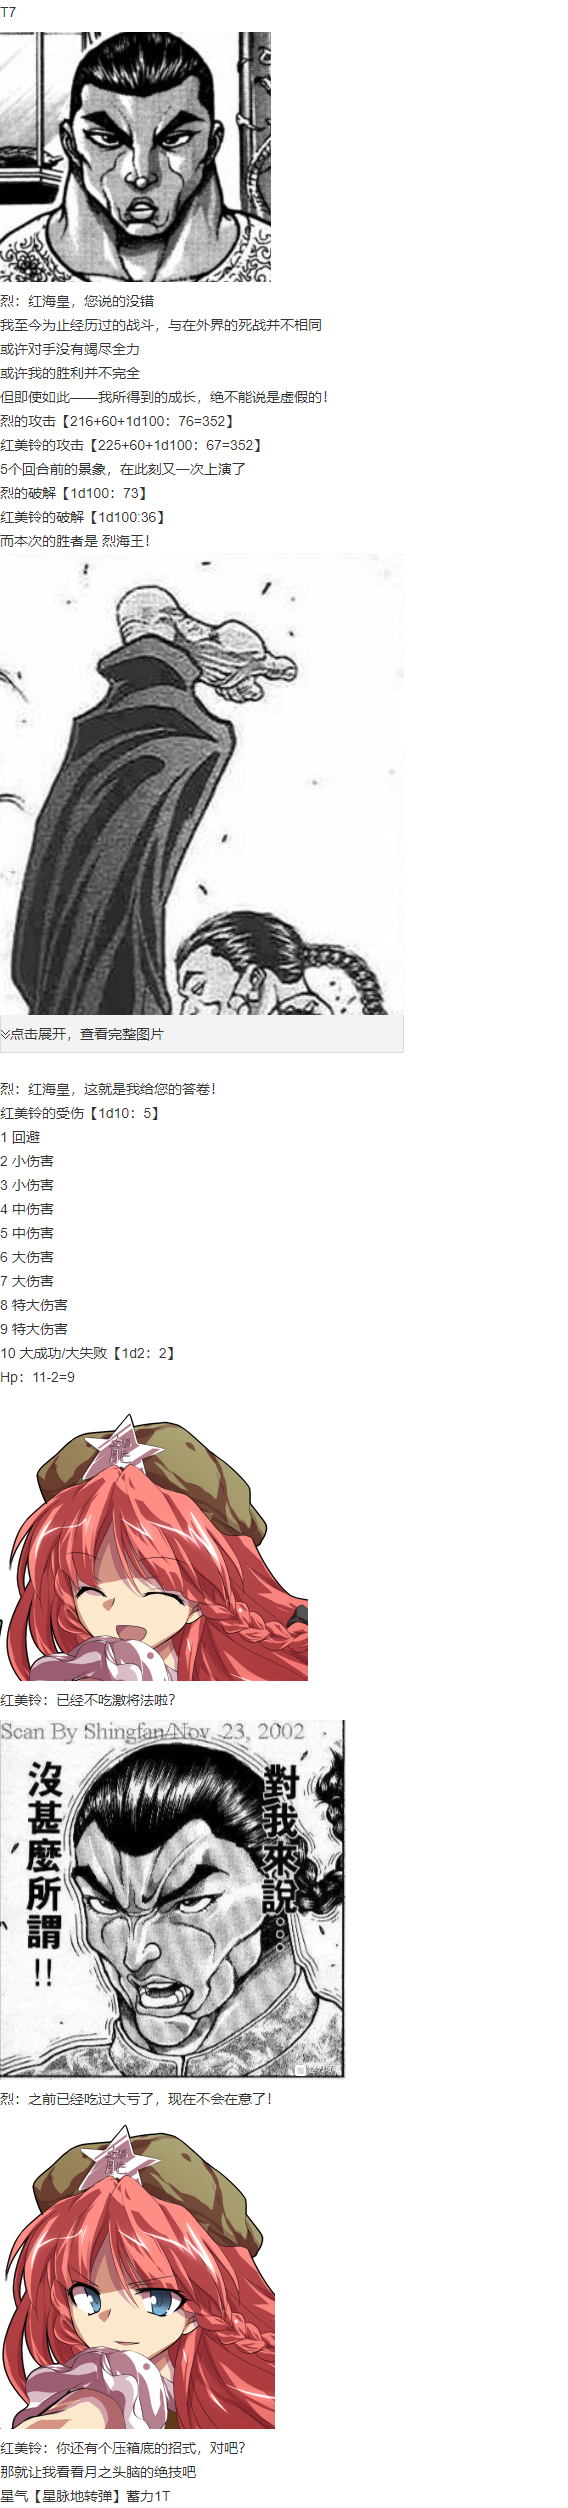 T7
烈：红海皇，您说的没错
我至今为止经历过的战斗，与在外界的死战并不相同
或许对手没有竭尽全力
或许我的胜利并不完全
但即使如此——我所得到的成长，绝不能说是虚假的！
烈的攻击【216+60+1d100：76=352】
红美铃的攻击【225+60+1d100：67=352】
5个回合前的景象，在此刻又一次上演了
烈的破解【1d100：73】
红美铃的破解【1d100:36】
而本次的胜者是 烈海王！
点击展开，查看完整图片
烈：红海皇，这就是我给您的答卷！
红美铃的受伤【1d10：5】
1 回避
2 小伤害
3 小伤害
4 中伤害
5 中伤害
6 大伤害
7 大伤害
8 特大伤害
9 特大伤害
10 大成功/大失败【1d2：2】
Hp：11-2=9
龍
红美铃：已经不吃激将法啦？
Scan By Shingfan Nov 23, 2002
對我來說…
沒甚麼所謂!!
烈：之前已经吃过大亏了，现在不会在意了！
龍
红美铃：你还有个压箱底的招式，对吧？
那就让我看看月之头脑的绝技吧
星气【星脉地转弹】蓄力1T